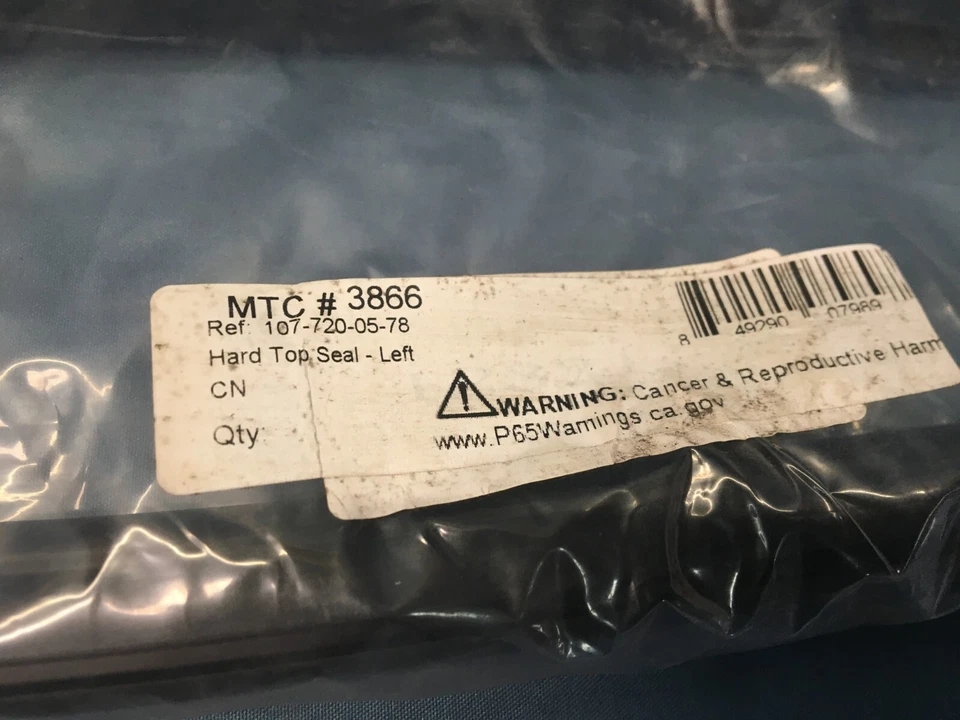 MTC # 3866
Ref: 107-720-05-78
Hard Top Seal - Left
CN
Qty:
8 49290 07989
WARNING: Cancer & Reproductive Harm
www.P65Warnings.ca.gov